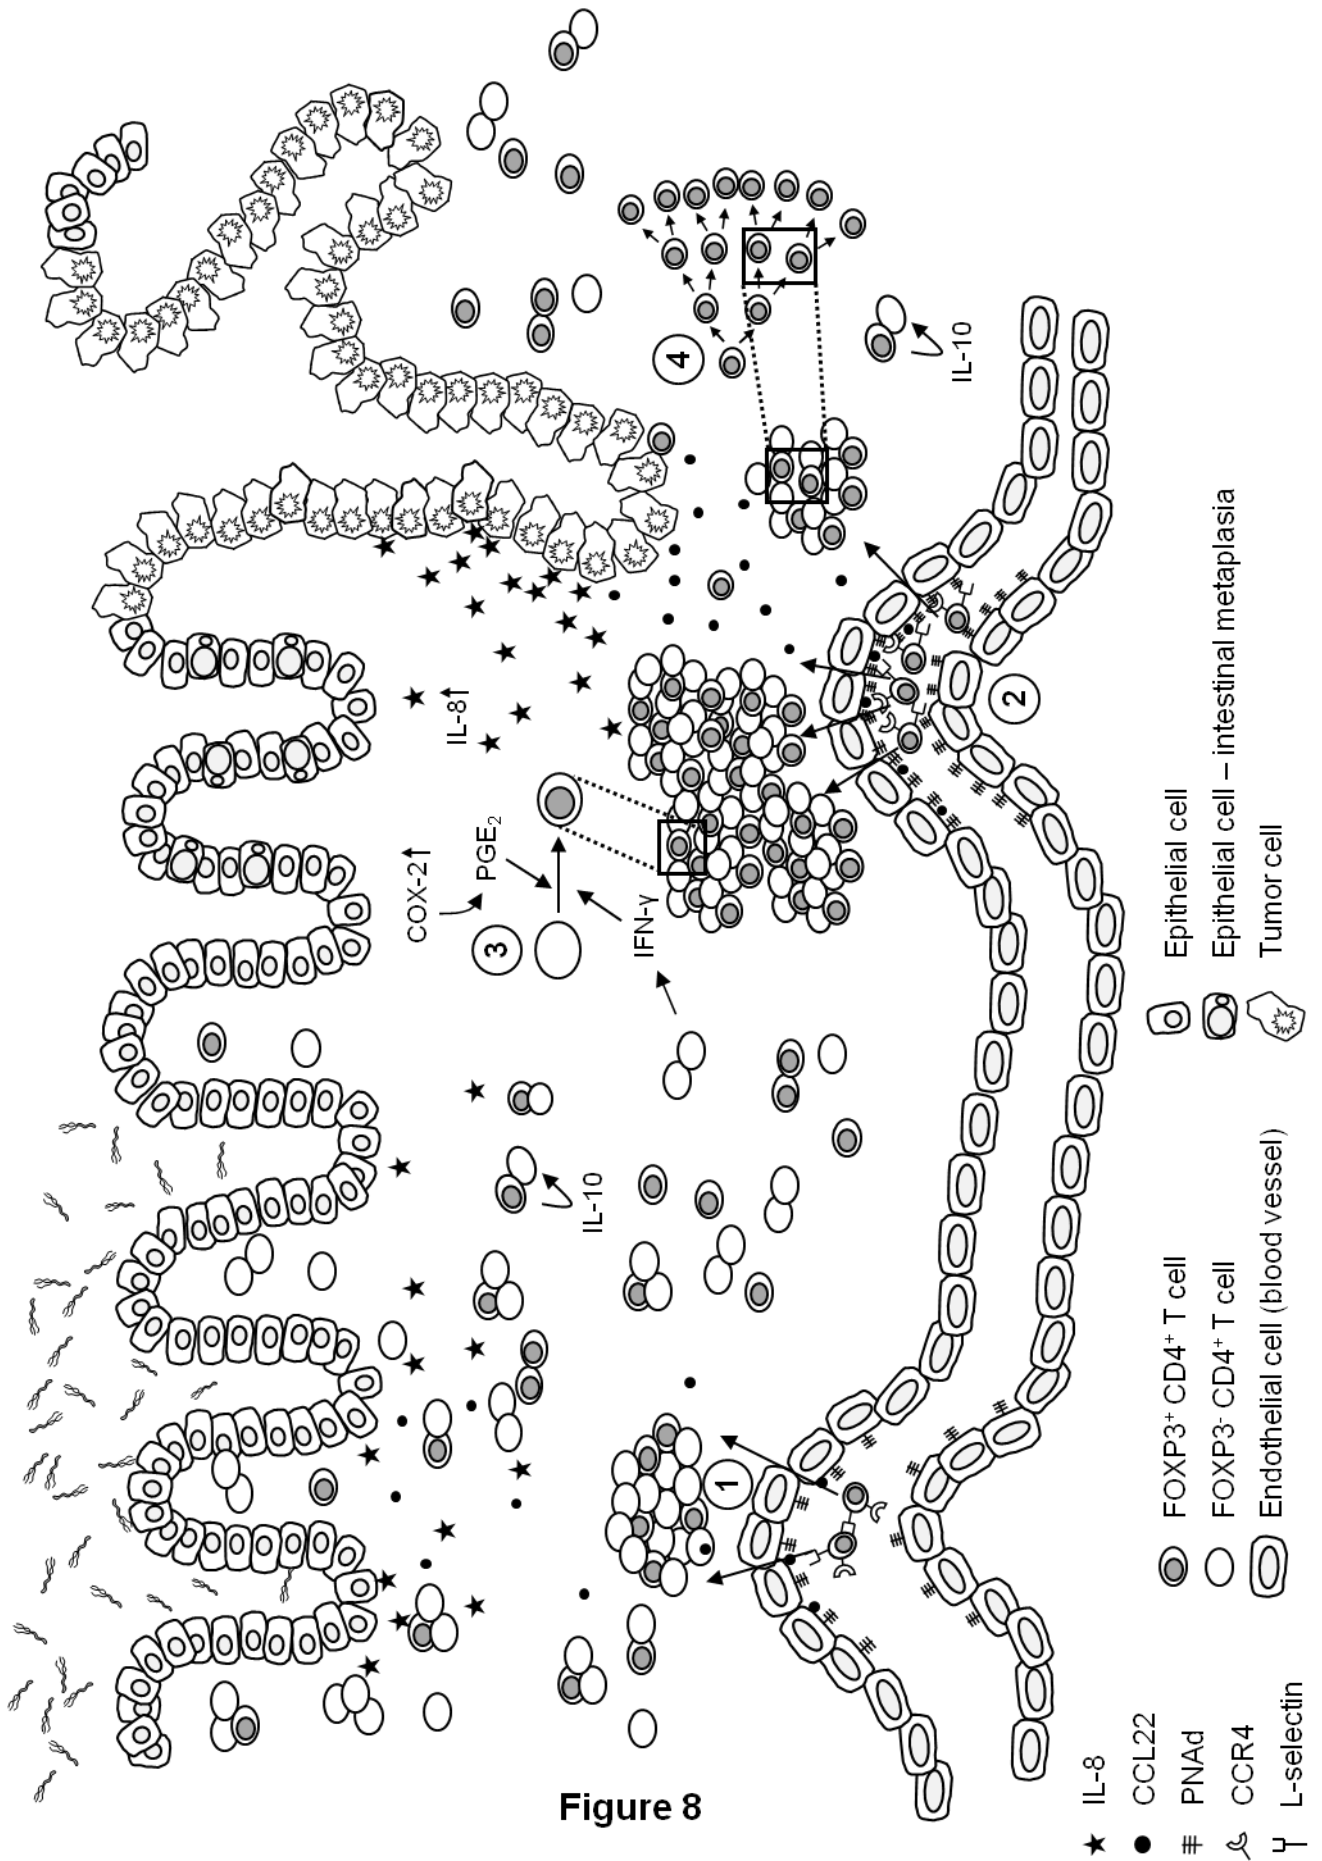 COX-2↑
PGE2
IL-8↑
3
IFN-γ
IL-10
4
IL-10
1
2
IL-8
CCL22
PNAd
CCR4
L-selectin
FOXP3+ CD4+ T cell
FOXP3- CD4+ T cell
Endothelial cell (blood vessel)
Epithelial cell
Epithelial cell – intestinal metaplasia
Tumor cell
Figure 8